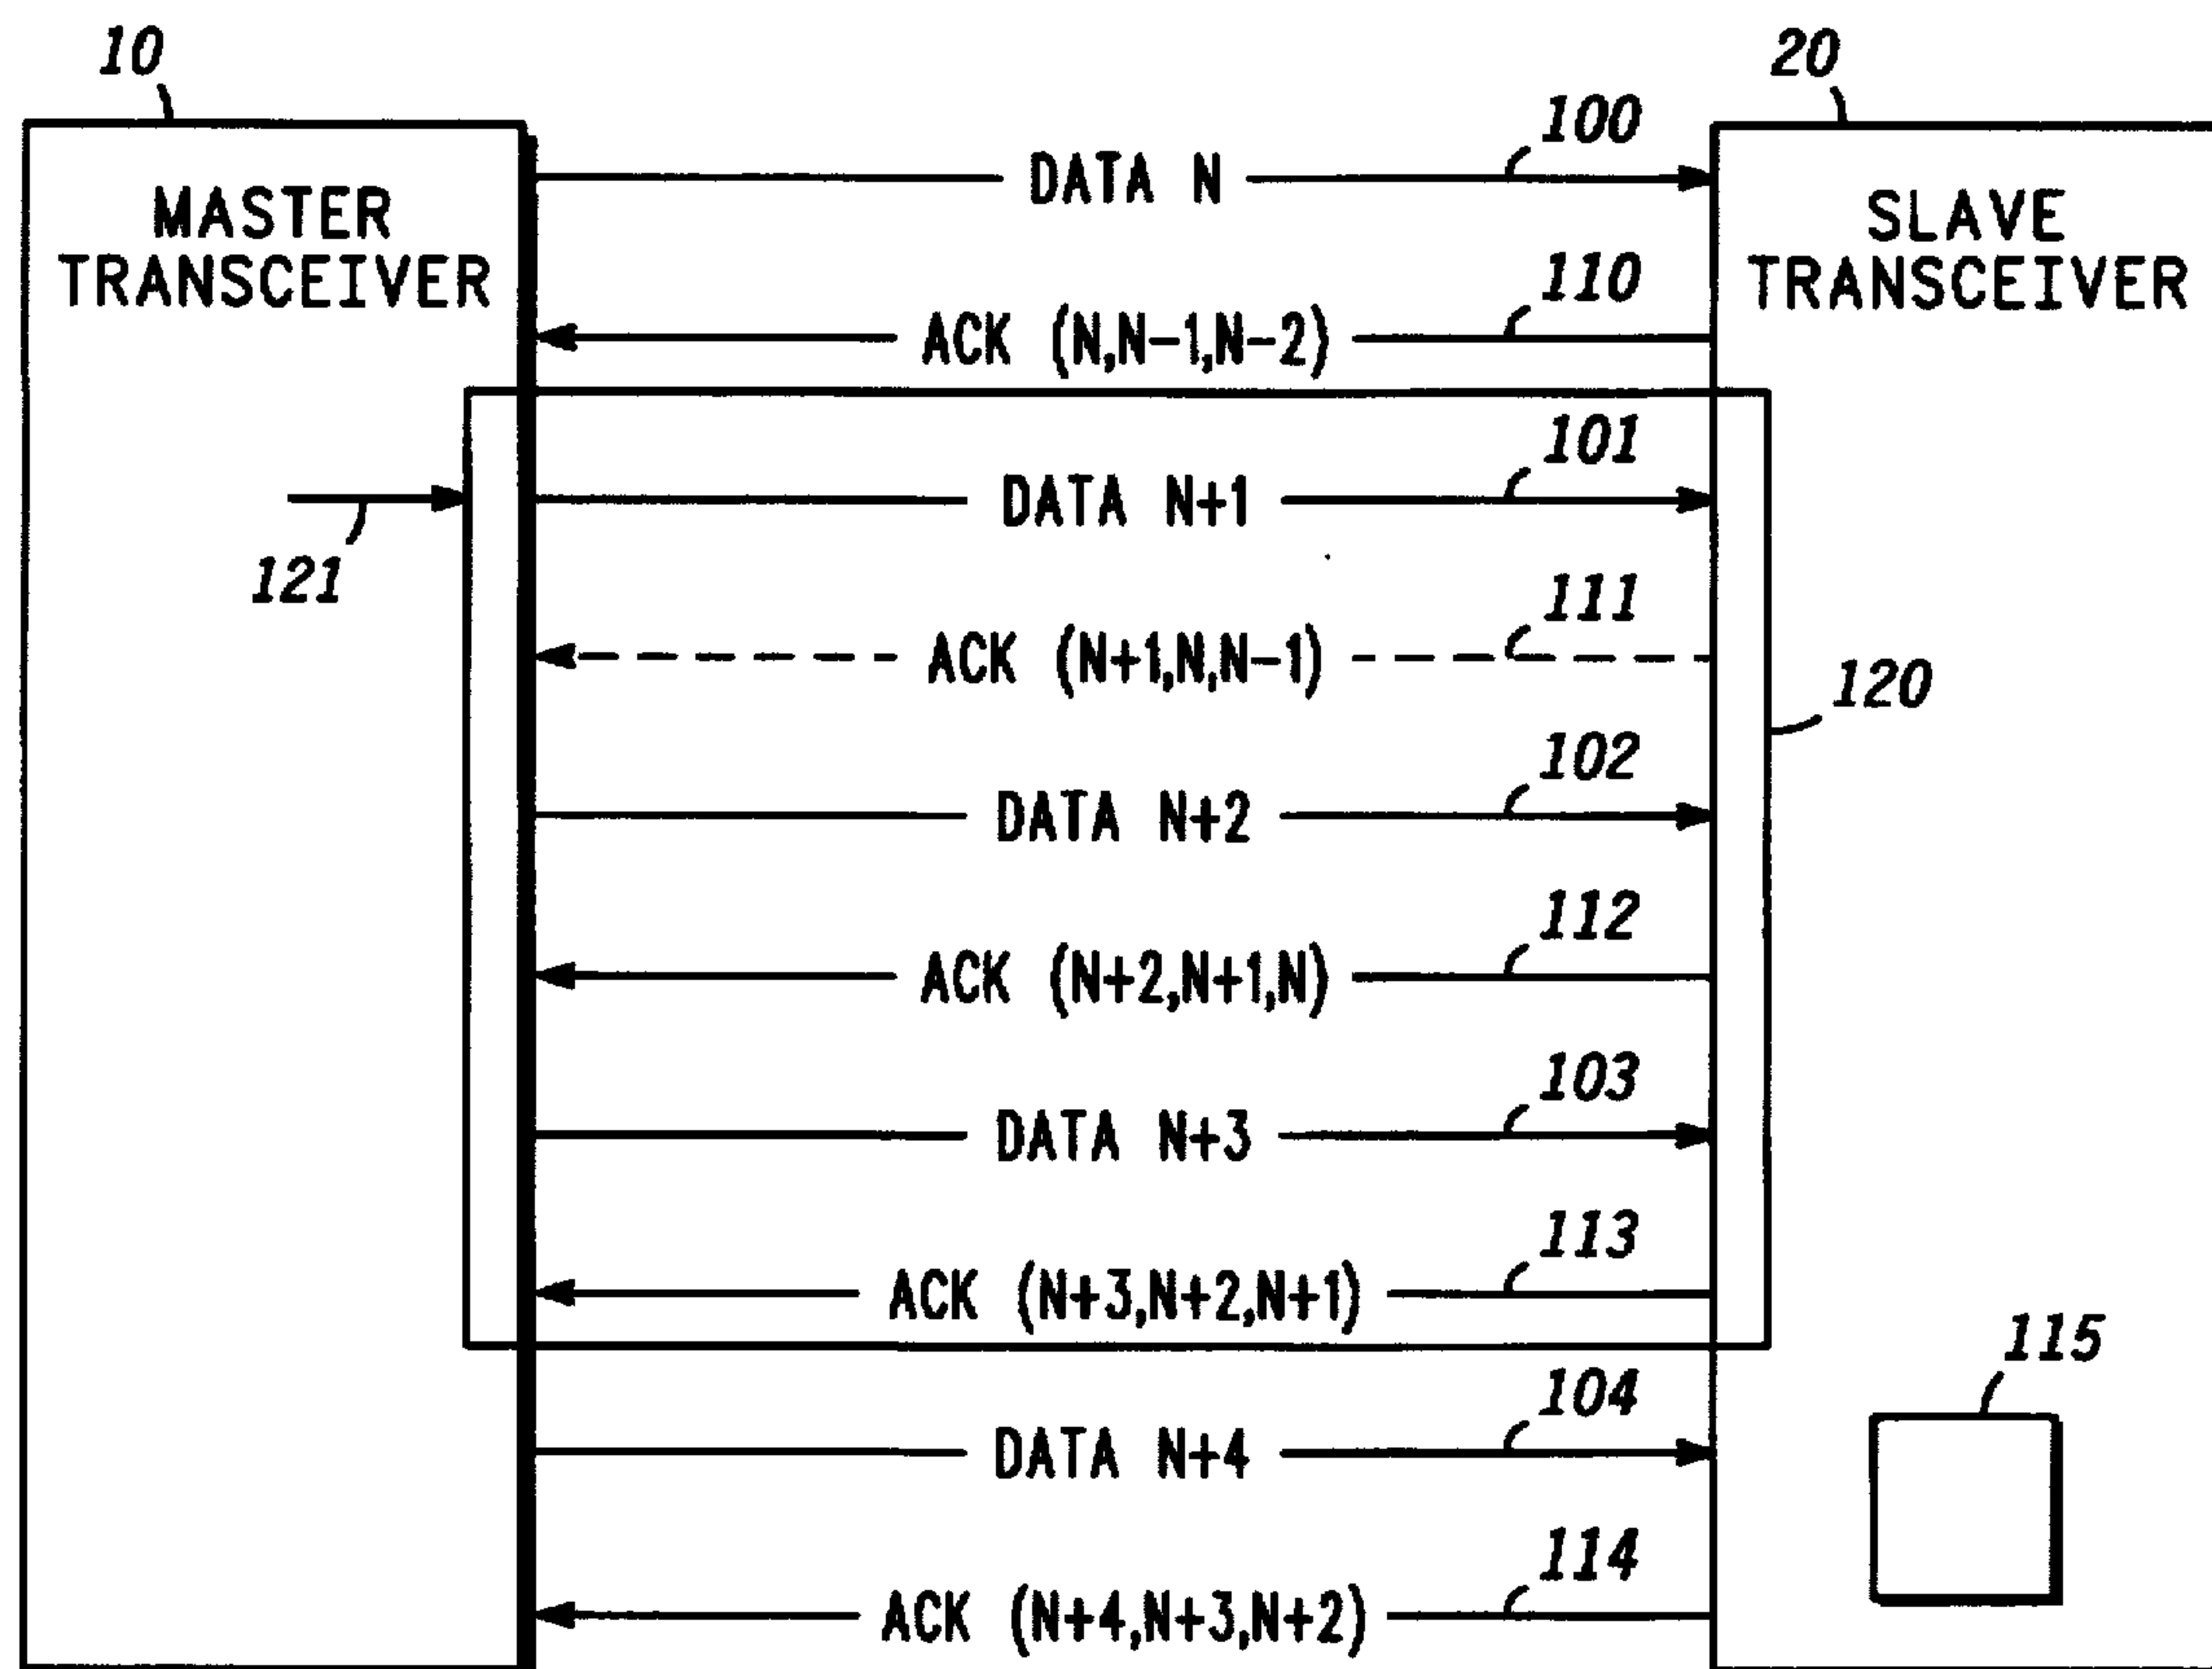 10
20
MASTER
TRANSCEIVER
SLAVE
TRANSCEIVER
100
DATA N
110
ACK (N,N-1,N-2)
101
DATA N+1
121
111
ACK (N+1,N,N-1)
120
102
DATA N+2
112
ACK (N+2,N+1,N)
103
DATA N+3
113
ACK (N+3,N+2,N+1)
115
104
DATA N+4
114
ACK (N+4,N+3,N+2)